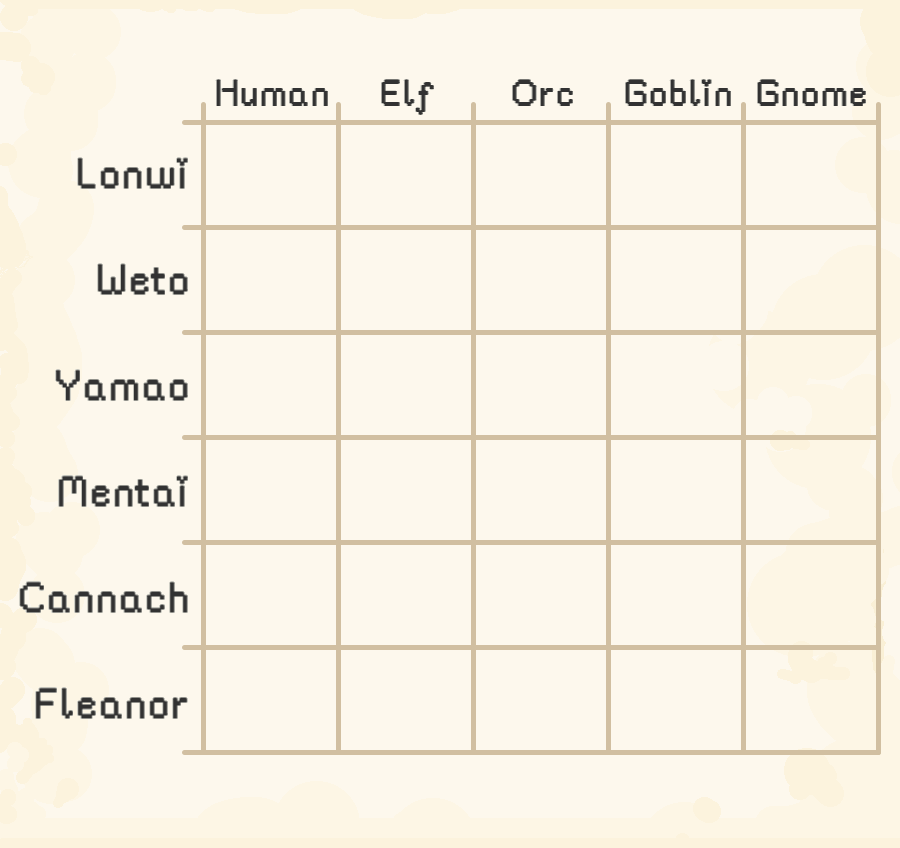 Human Elf Orc Goblin Gnome
Lonwi
Weto
Yamao
Mentai
Cannach
Fleanor